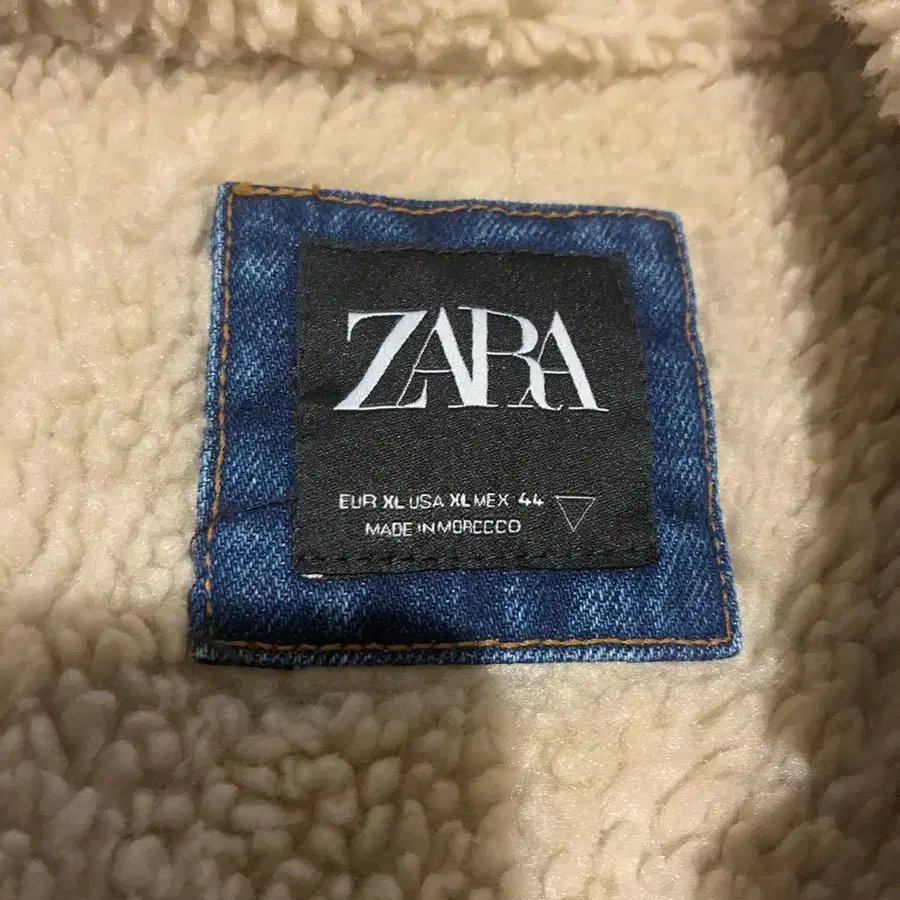 ZARA
EUR XL USA XL MEX 44
MADE IN MOROCCO